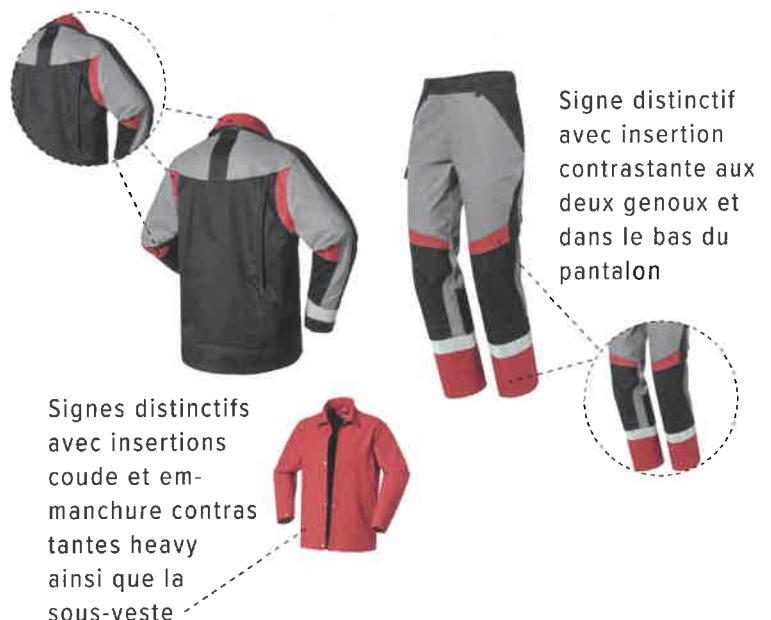 Signe distinctif
avec insertion
contrastante aux
deux genoux et
dans le bas du
pantalon
Signes distinctifs
avec insertions
coude et em-
manchure contras
tantes heavy
ainsi que la
sous-veste